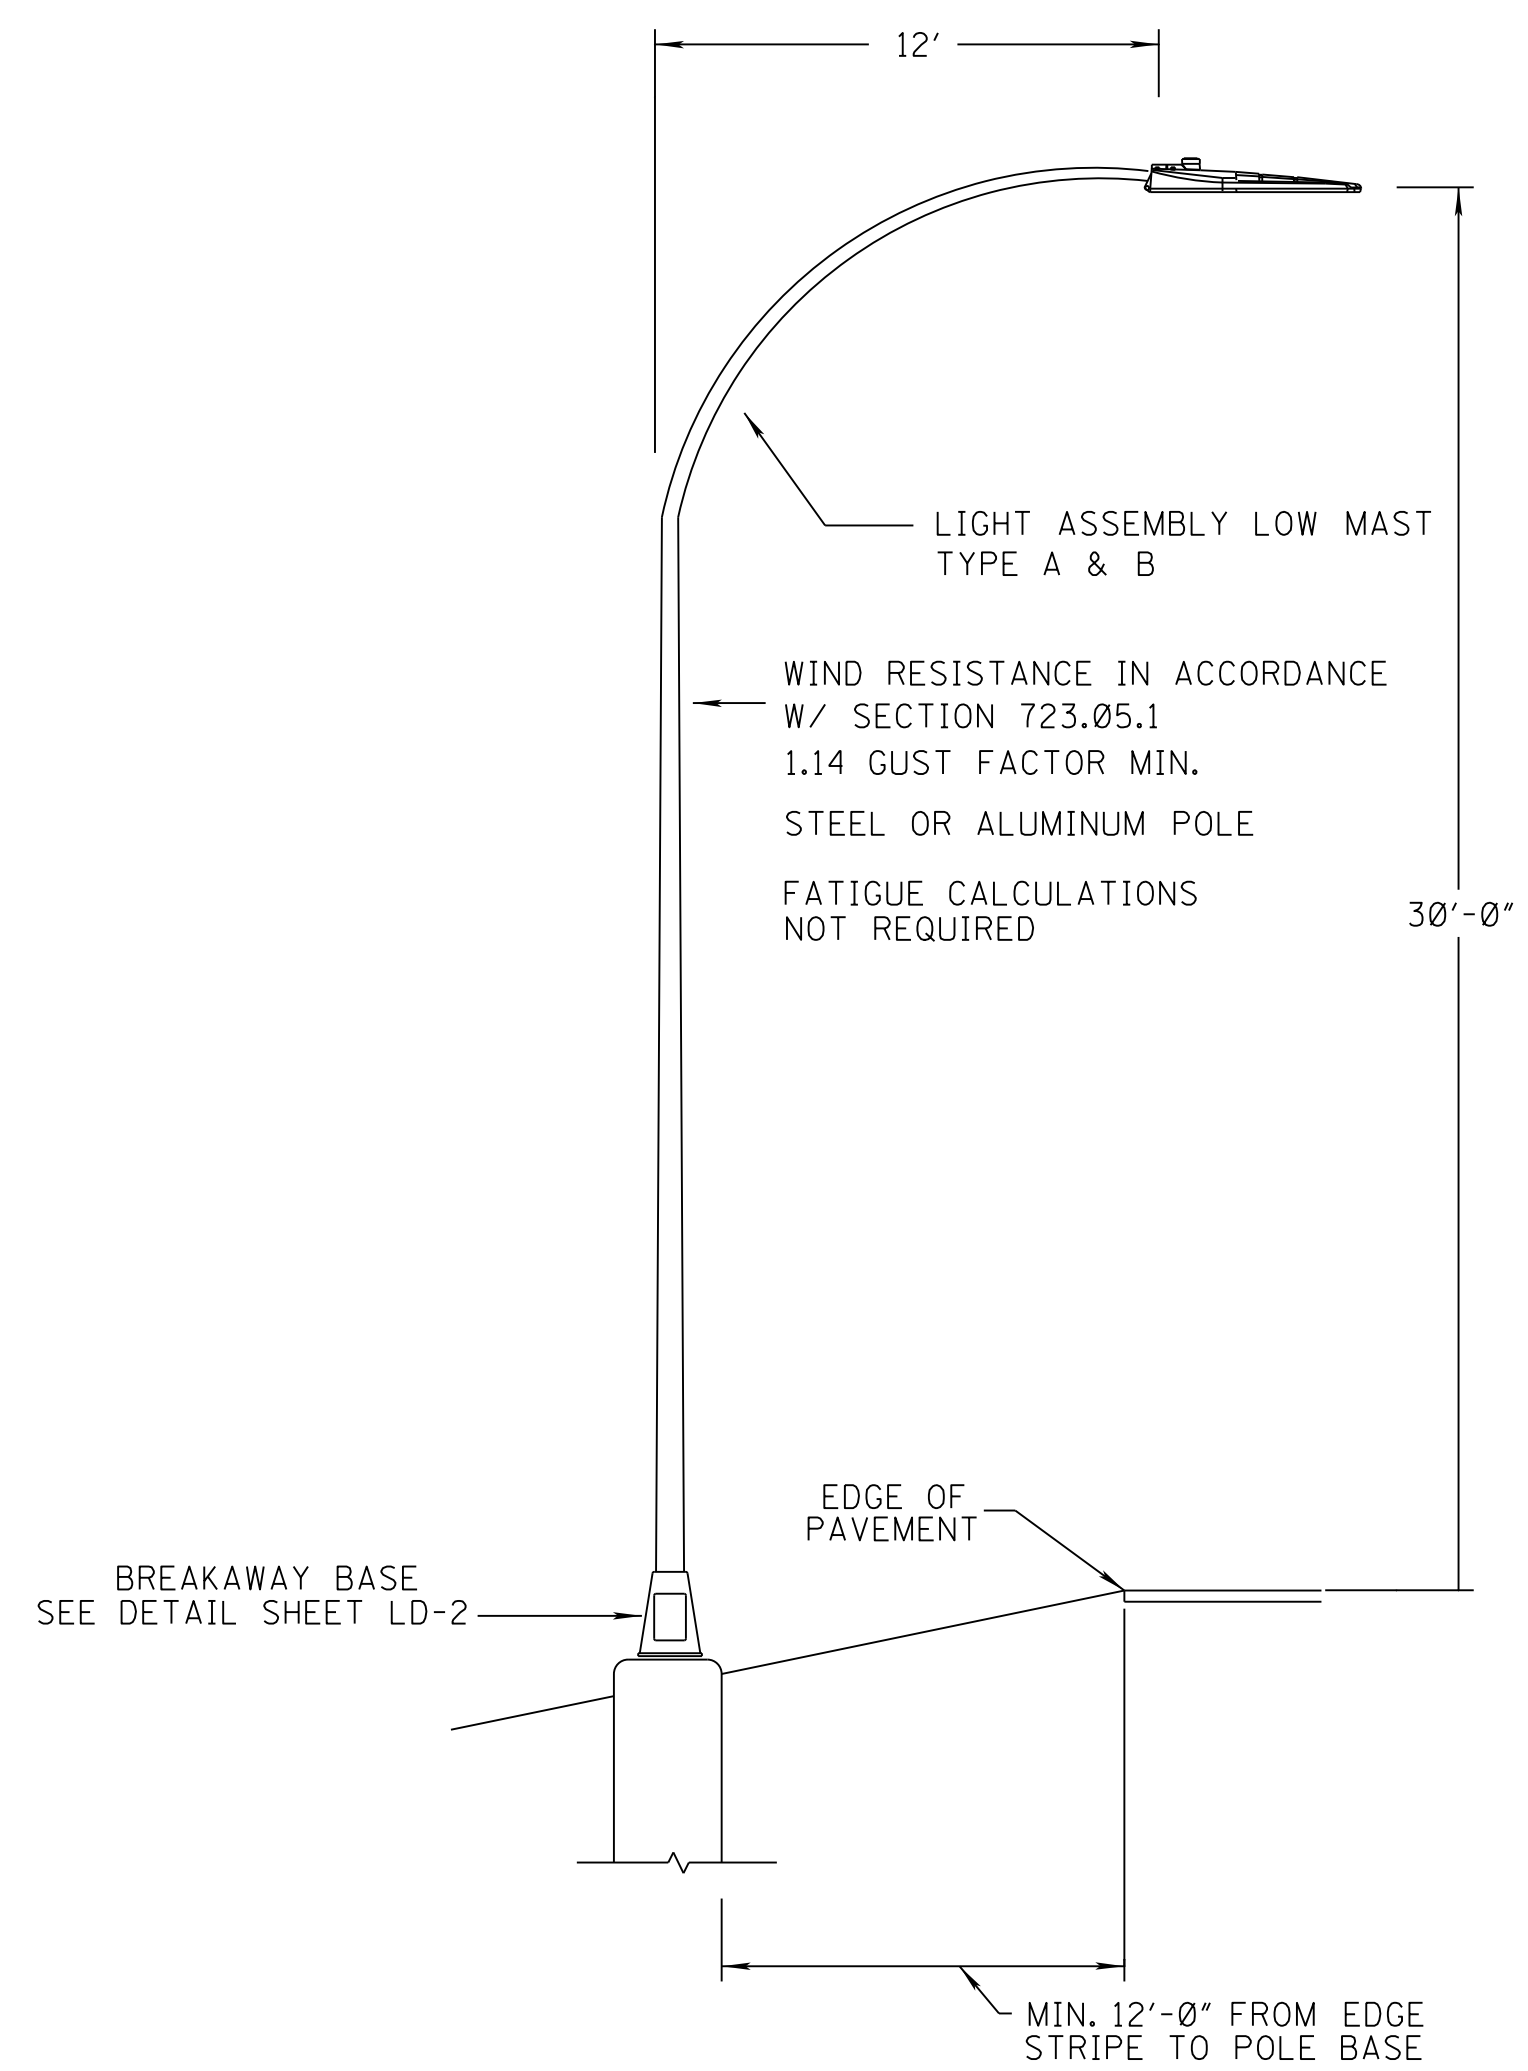 12'
LIGHT ASSEMBLY LOW MAST
TYPE A & B
WIND RESISTANCE IN ACCORDANCE
W/ SECTION 723.Ø5.1
1.14 GUST FACTOR MIN.
STEEL OR ALUMINUM POLE
FATIGUE CALCULATIONS
NOT REQUIRED
3Ø'-Ø"
EDGE OF
PAVEMENT
BREAKAWAY BASE
SEE DETAIL SHEET LD-2
MIN. 12'-Ø" FROM EDGE
STRIPE TO POLE BASE